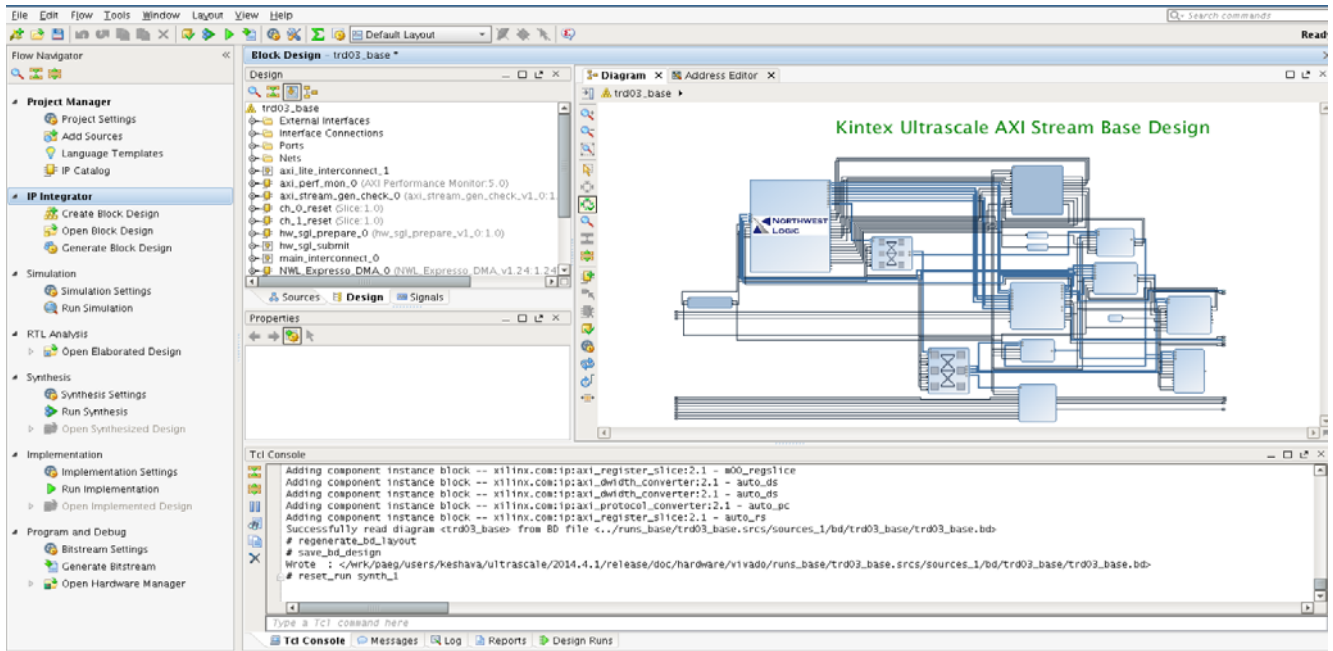 File Edit Flow Tools Window Layout View Help
Q- Search commands
Default Layout
Ready
Flow Navigator
Project Manager
Project Settings
Add Sources
Language Templates
IP Catalog
IP Integrator
Create Block Design
Open Block Design
Generate Block Design
Simulation
Simulation Settings
Run Simulation
RTL Analysis
Open Elaborated Design
Synthesis
Synthesis Settings
Run Synthesis
Open Synthesized Design
Implementation
Implementation Settings
Run Implementation
Open Implemented Design
Program and Debug
Bitstream Settings
Generate Bitstream
Open Hardware Manager
Block Design - trd03_base *
Design
trd03_base
External Interfaces
Interface Connections
Ports
Nets
axi_lite_interconnect_1
axi_perf_mon_0 (AXI Performance Monitor:5.0)
axi_stream_gen_check_0 (axi_stream_gen_check_v1_0:1.
ch_0_reset (Slice:1.0)
ch_1_reset (Slice:1.0)
hw_sgl_prepare_0 (hw_sgl_prepare_v1_0:1.0)
hw_sgl_submit
main_interconnect_0
NWL_Expresso_DMA_0 (NWL_Expresso_DMA_v1.24:1.24
Sources Design Signals
Properties
Diagram Address Editor
trd03_base
Kintex Ultrascale AXI Stream Base Design
NORTHWEST
LOGIC
Tcl Console
Adding component instance block -- xilinx.com:ip:axi_register_slice:2.1 - m00_regslice
Adding component instance block -- xilinx.com:ip:axi_dwidth_converter:2.1 - auto_ds
Adding component instance block -- xilinx.com:ip:axi_dwidth_converter:2.1 - auto_ds
Adding component instance block -- xilinx.com:ip:axi_protocol_converter:2.1 - auto_pc
Adding component instance block -- xilinx.com:ip:axi_register_slice:2.1 - auto_rs
Successfully read diagram <trd03_base> from BD file <../runs_base/trd03_base.srcs/sources_1/bd/trd03_base/trd03_base.bd>
# regenerate_bd_layout
# save_bd_design
Wrote : </wrk/paeg/users/keshava/ultrascale/2014.4.1/release/doc/hardware/vivado/runs_base/trd03_base.srcs/sources_1/bd/trd03_base/trd03_base.bd>
# reset_run synth_1
Type a Tcl command here
Tcl Console Messages Log Reports Design Runs